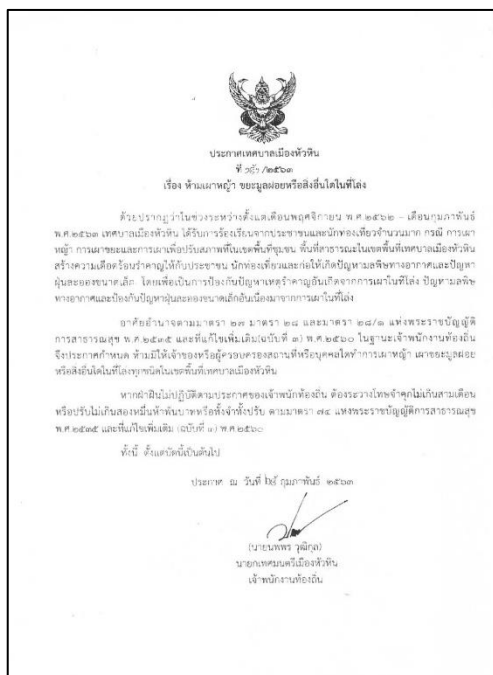 ประกาศเทศบาลเมืองหัวหิน
ที่ /๒๕๖๓
เรื่อง ห้ามเผาหญ้า ขยะมูลฝอยหรือสิ่งอื่นใดในที่โล่ง
ด้วยปรากฏว่าในช่วงระหว่างตั้งแต่เดือนพฤศจิกายน พ.ศ.๒๕๖๒ – เดือนกุมภาพันธ์
พ.ศ.๒๕๖๓ เทศบาลเมืองหัวหิน ได้รับการร้องเรียนจากประชาชนและนักท่องเที่ยวจำนวนมาก กรณี การเผา
หญ้า การเผาขยะและการเผาเพื่อปรับสภาพที่ในเขตพื้นที่ชุมชน พื้นที่สาธารณะในเขตพื้นที่เทศบาลเมืองหัวหิน
สร้างความเดือดร้อนรำคาญให้กับประชาชน นักท่องเที่ยวและก่อให้เกิดปัญหามลพิษทางอากาศและปัญหา
ฝุ่นละอองขนาดเล็ก โดยเพื่อเป็นการป้องกันปัญหาเหตุรำคาญอันเกิดจากการเผาในที่โล่ง ปัญหามลพิษ
ทางอากาศและป้องกันปัญหาฝุ่นละอองขนาดเล็กอันเนื่องมาจากการเผาในที่โล่ง
อาศัยอำนาจตามมาตรา ๒๗ มาตรา ๒๘ และมาตรา ๒๘/๑ แห่งพระราชบัญญัติ
การสาธารณสุข พ.ศ.๒๕๓๕ และที่แก้ไขเพิ่มเติม(ฉบับที่ ๓) พ.ศ.๒๕๖๐ ในฐานะเจ้าพนักงานท้องถิ่น
จึงประกาศกำหนด ห้ามมิให้เจ้าของหรือผู้ครอบครองสถานที่หรือบุคคลใดทำการเผาหญ้า เผาขยะมูลฝอย
หรือสิ่งอื่นใดในที่โล่งทุกชนิดในเขตพื้นที่เทศบาลเมืองหัวหิน
หากฝ่าฝืนไม่ปฏิบัติตามประกาศของเจ้าพนักท้องถิ่น ต้องระวางโทษจำคุกไม่เกินสามเดือน
หรือปรับไม่เกินสองหมื่นห้าพันบาทหรือทั้งจำทั้งปรับ ตามมาตรา ๗๔ แห่งพระราชบัญญัติการสาธารณสุข
พ.ศ.๒๕๓๕ และที่แก้ไขเพิ่มเติม (ฉบับที่ ๓) พ.ศ.๒๕๖๐
ทั้งนี้ ตั้งแต่บัดนี้เป็นต้นไป
ประกาศ ณ วันที่ กุมภาพันธ์ ๒๕๖๓
(นายนพพร วุฒิกุล)
นายกเทศมนตรีเมืองหัวหิน
เจ้าพนักงานท้องถิ่น